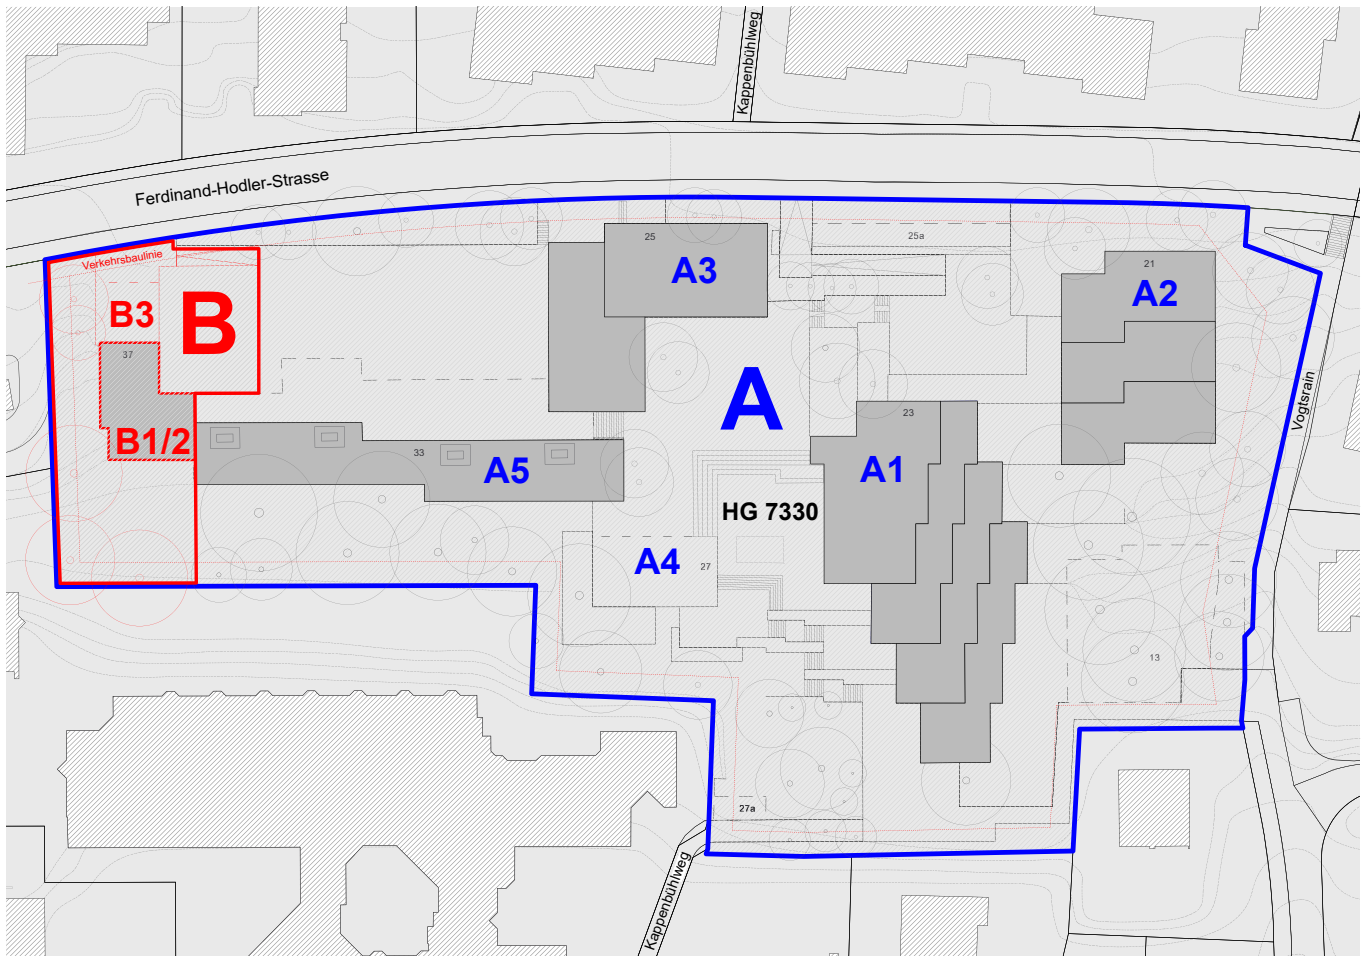 Kappenbühlweg
Ferdinand-Hodler-Strasse
Verkehrsbaulinie
25
25a
21
A3
A2
B3
B
37
A
Vogtsrain
23
B1/2
33
A5
A1
HG 7330
A4
27
13
27a
Kappenbühlweg